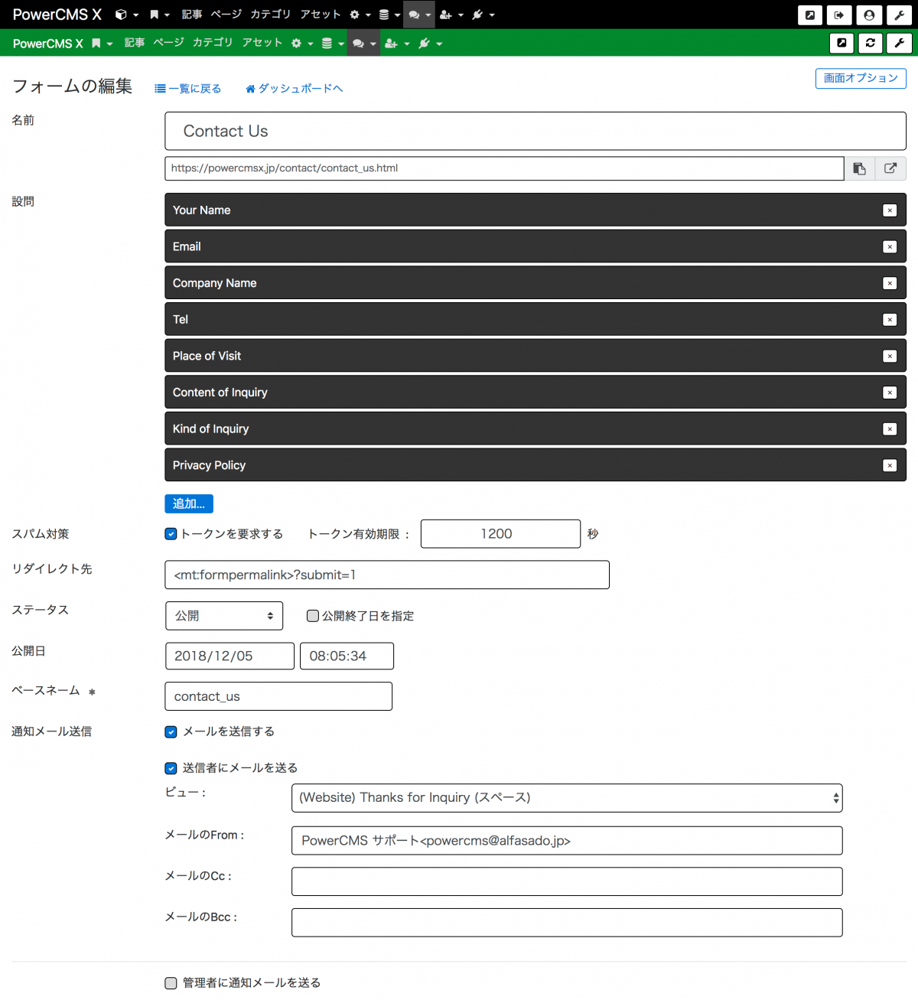 PowerCMS X 記事 ページ カテゴリ アセット
PowerCMS X 記事 ページ カテゴリ アセット
フォームの編集 一覧に戻る ダッシュボードへ 画面オプション
名前 Contact Us
https://powercmsx.jp/contact/contact_us.html
設問 Your Name
Email
Company Name
Tel
Place of Visit
Content of Inquiry
Kind of Inquiry
Privacy Policy
追加...
スパム対策 トークンを要求する トークン有効期限 : 1200 秒
リダイレクト先 <mt:formpermalink>?submit=1
ステータス 公開 公開終了日を指定
公開日 2018/12/05 08:05:34
ベースネーム * contact_us
通知メール送信 メールを送信する
送信者にメールを送る
ビュー : (Website) Thanks for Inquiry (スペース)
メールのFrom : PowerCMS サポート<powercms@alfasado.jp>
メールのCc :
メールのBcc :
管理者に通知メールを送る